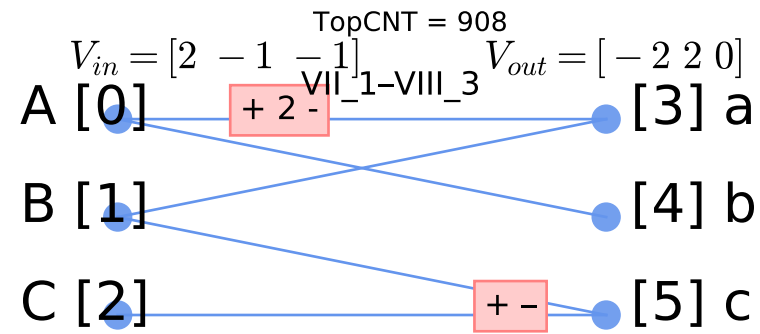 TopCNT = 908
V_in = [2 −1 −1] V_out = [−2 2 0]
VII_1–VIII_3
A [0] + 2 - [3] a
B [1] [4] b
C [2] + – [5] c